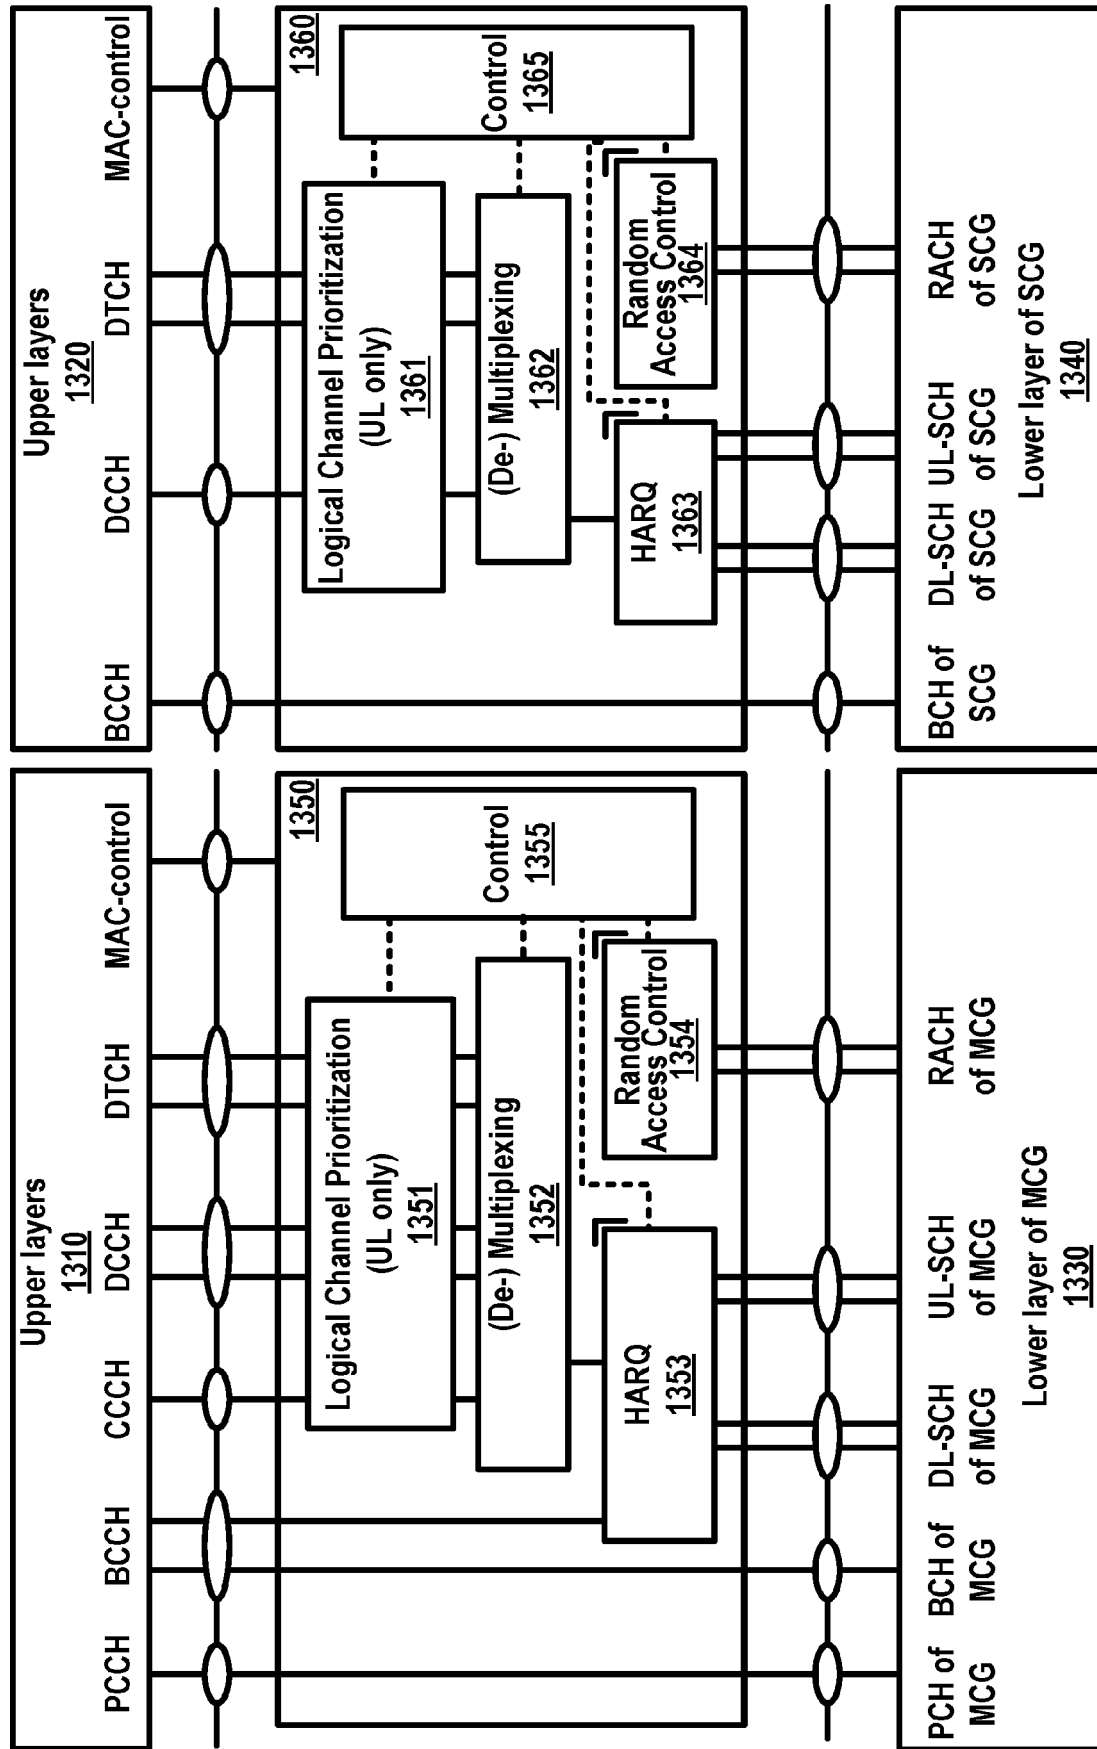 Upper layers
1310
PCCH
BCCH
CCCH
DCCH
DTCH
MAC-control
1350
Logical Channel Prioritization
(UL only)
1351
(De-) Multiplexing
1352
HARQ
1353
Random
Access Control
1354
Control
1355
PCH of
MCG
BCH of
MCG
DL-SCH
of MCG
UL-SCH
of MCG
RACH
of MCG
Lower layer of MCG
1330
Upper layers
1320
BCCH
DCCH
DTCH
MAC-control
1360
Logical Channel Prioritization
(UL only)
1361
(De-) Multiplexing
1362
HARQ
1363
Random
Access Control
1364
Control
1365
BCH of
SCG
DL-SCH
of SCG
UL-SCH
of SCG
RACH
of SCG
Lower layer of SCG
1340